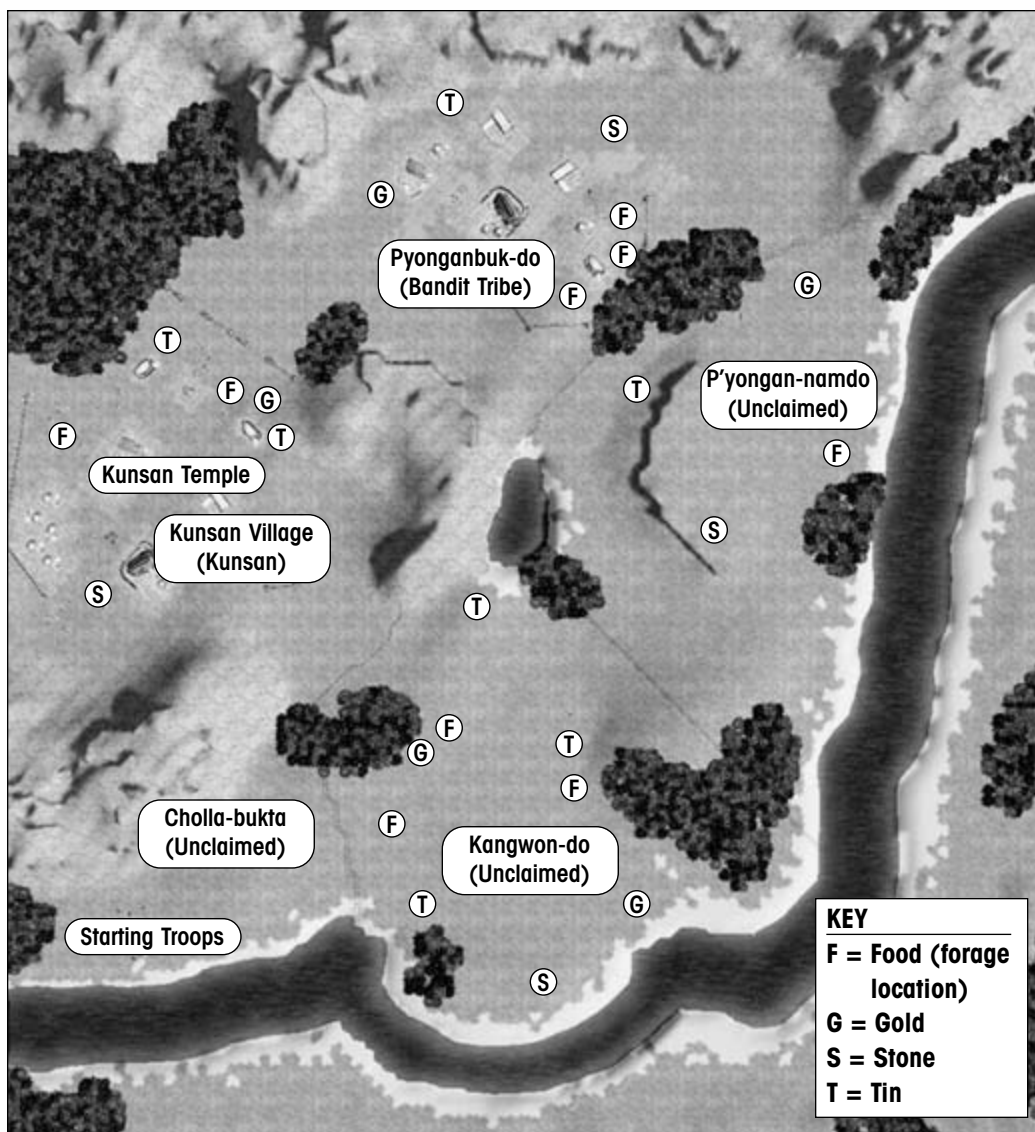 T
S
G
F
F
Pyonganbuk-do
(Bandit Tribe)
F
G
T
F
G
T
F
T
P'yongan-namdo
(Unclaimed)
F
Kunsan Temple
Kunsan Village
(Kunsan)
S
S
T
F
G
T
F
Cholla-bukta
(Unclaimed)
F
Kangwon-do
(Unclaimed)
T
G
Starting Troops
S
KEY
F = Food (forage
location)
G = Gold
S = Stone
T = Tin